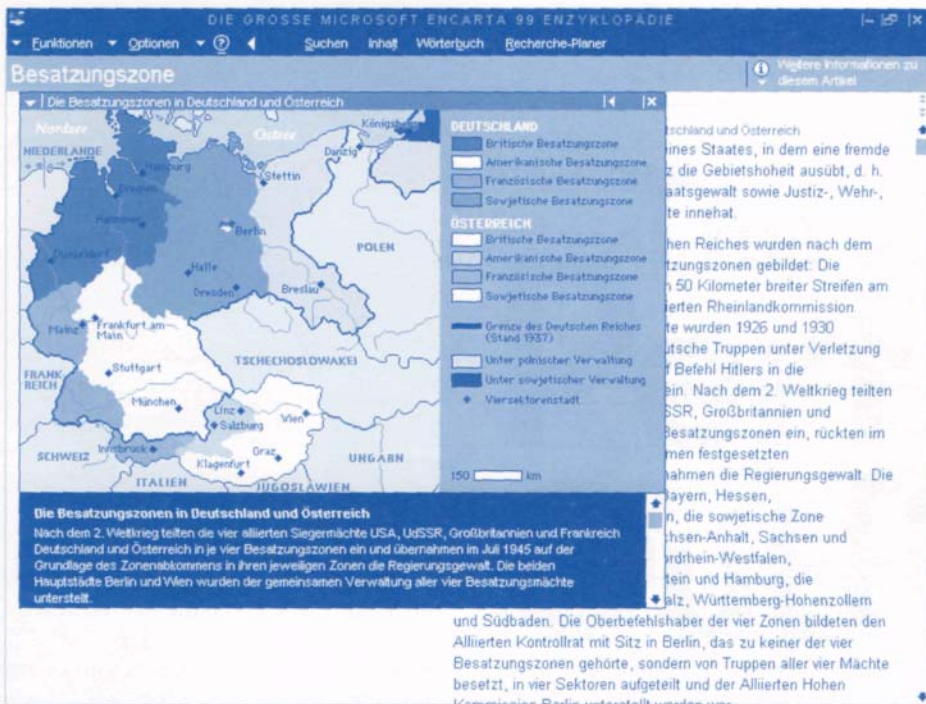 DIE GROSSE MICROSOFT ENCARTA 99 ENZYKLOPÄDIE
Funktionen Optionen ? Suchen Inhalt Wörterbuch Recherche-Planer
Besatzungszone
Weitere Informationen zu
diesem Artikel
Die Besatzungszonen in Deutschland und Österreich
Nordsee
Ostsee
Königsberg
Danzig
NIEDERLANDE
Hamburg
Stettin
Bremen
Hannover
Berlin
POLEN
Düsseldorf
Halle
Dresden
Breslau
Mainz
Frankfurt am
Main
TSCHECHOSLOWAKEI
FRANK-
REICH
Stuttgart
München
Linz
Wien
Salzburg
Innsbruck
Graz
SCHWEIZ
Klagenfurt
UNGARN
ITALIEN
JUGOSLAWIEN
DEUTSCHLAND
Britische Besatzungszone
Amerikanische Besatzungszone
Französische Besatzungszone
Sowjetische Besatzungszone
ÖSTERREICH
Britische Besatzungszone
Amerikanische Besatzungszone
Französische Besatzungszone
Sowjetische Besatzungszone
Grenze des Deutschen Reiches
(Stand 1937)
Unter polnischer Verwaltung
Unter sowjetischer Verwaltung
Viersektorenstadt
150 km
Die Besatzungszonen in Deutschland und Österreich
Nach dem 2. Weltkrieg teilten die vier alliierten Siegermächte USA, UdSSR, Großbritannien und Frankreich
Deutschland und Österreich in je vier Besatzungszonen ein und übernahmen im Juli 1945 auf der
Grundlage des Zonenabkommens in ihren jeweiligen Zonen die Regierungsgewalt. Die beiden
Hauptstädte Berlin und Wien wurden der gemeinsamen Verwaltung aller vier Besatzungsmächte
unterstellt.
tschland und Österreich
ines Staates, in dem eine fremde
z die Gebietshoheit ausübt, d. h.
aatsgewalt sowie Justiz-, Wehr-,
te innehat.
hen Reiches wurden nach dem
tzungszonen gebildet: Die
n 50 Kilometer breiter Streifen am
ierten Rheinlandkommission
te wurden 1926 und 1930
utsche Truppen unter Verletzung
f Befehl Hitlers in die
ein. Nach dem 2. Weltkrieg teilten
SSR, Großbritannien und
Besatzungszonen ein, rückten im
men festgesetzten
nahmen die Regierungsgewalt. Die
Bayern, Hessen,
n, die sowjetische Zone
chsen-Anhalt, Sachsen und
ordrhein-Westfalen,
tein und Hamburg, die
alz, Württemberg-Hohenzollern
und Südbaden. Die Oberbefehlshaber der vier Zonen bildeten den
Alliierten Kontrollrat mit Sitz in Berlin, das zu keiner der vier
Besatzungszonen gehörte, sondern von Truppen aller vier Mächte
besetzt, in vier Sektoren aufgeteilt und der Alliierten Hohen
Kommission Berlin unterstellt worden war.